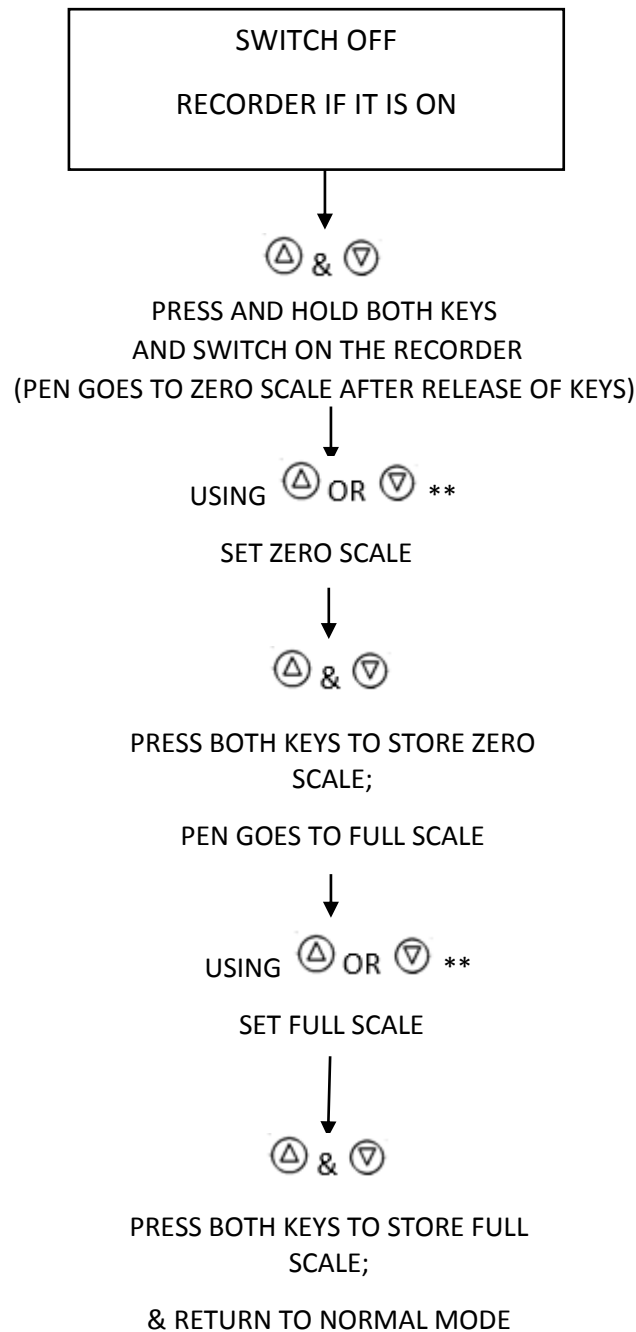 SWITCH OFF
RECORDER IF IT IS ON
&
PRESS AND HOLD BOTH KEYS
AND SWITCH ON THE RECORDER
(PEN GOES TO ZERO SCALE AFTER RELEASE OF KEYS)
USING OR **
SET ZERO SCALE
&
PRESS BOTH KEYS TO STORE ZERO
SCALE;
PEN GOES TO FULL SCALE
USING OR **
SET FULL SCALE
&
PRESS BOTH KEYS TO STORE FULL
SCALE;
& RETURN TO NORMAL MODE